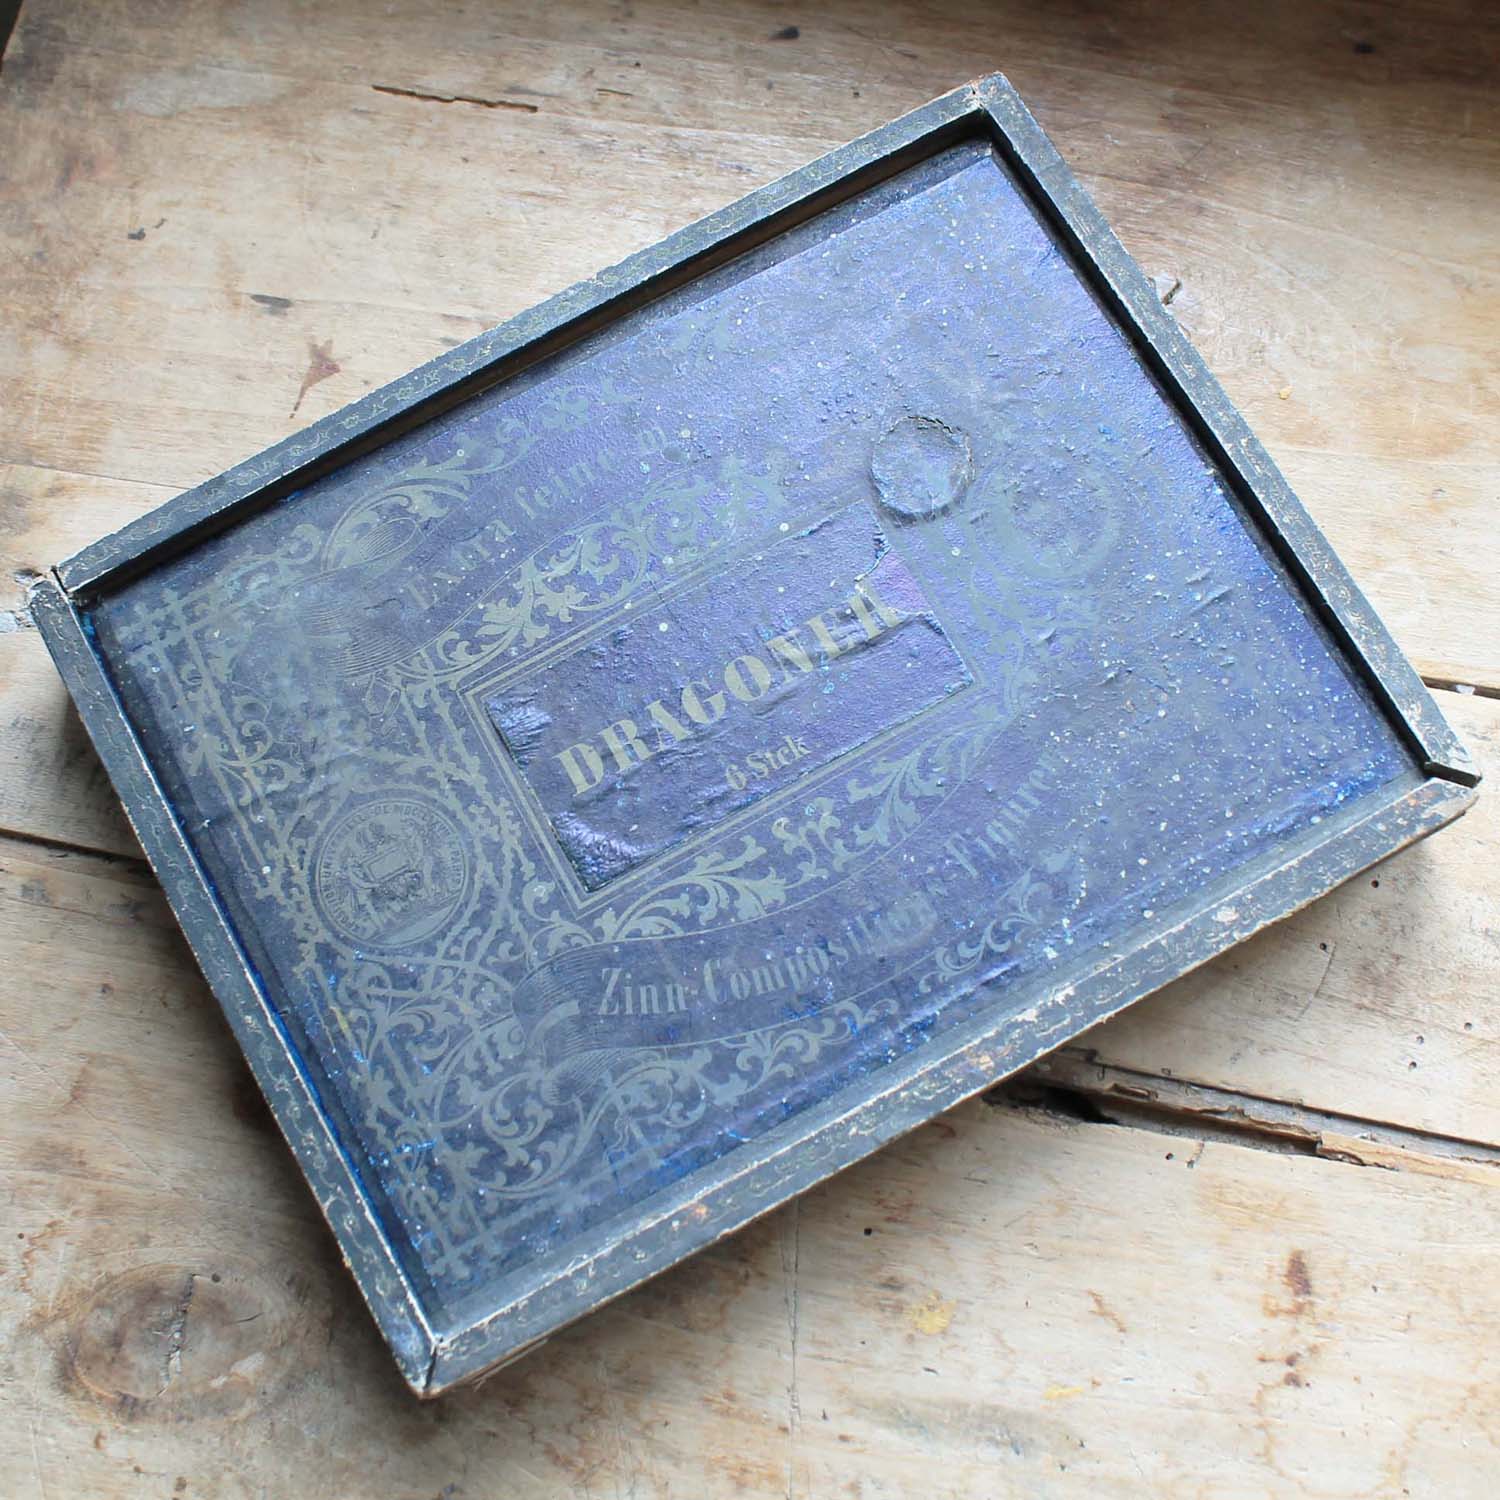 Extra feine
DRAGONER
6 Stck
Zinn-Compositions-Figuren